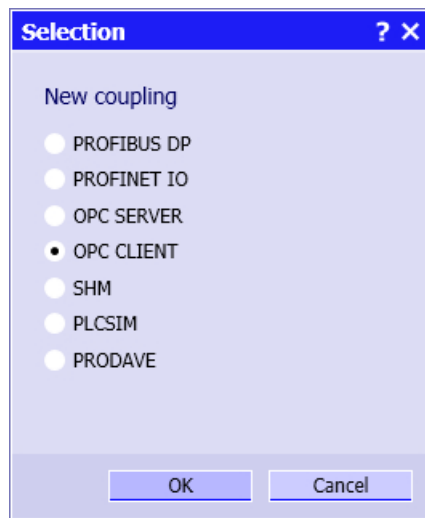 Selection ? ×
New coupling
PROFIBUS DP
PROFINET IO
OPC SERVER
OPC CLIENT
SHM
PLCSIM
PRODAVE
OK Cancel